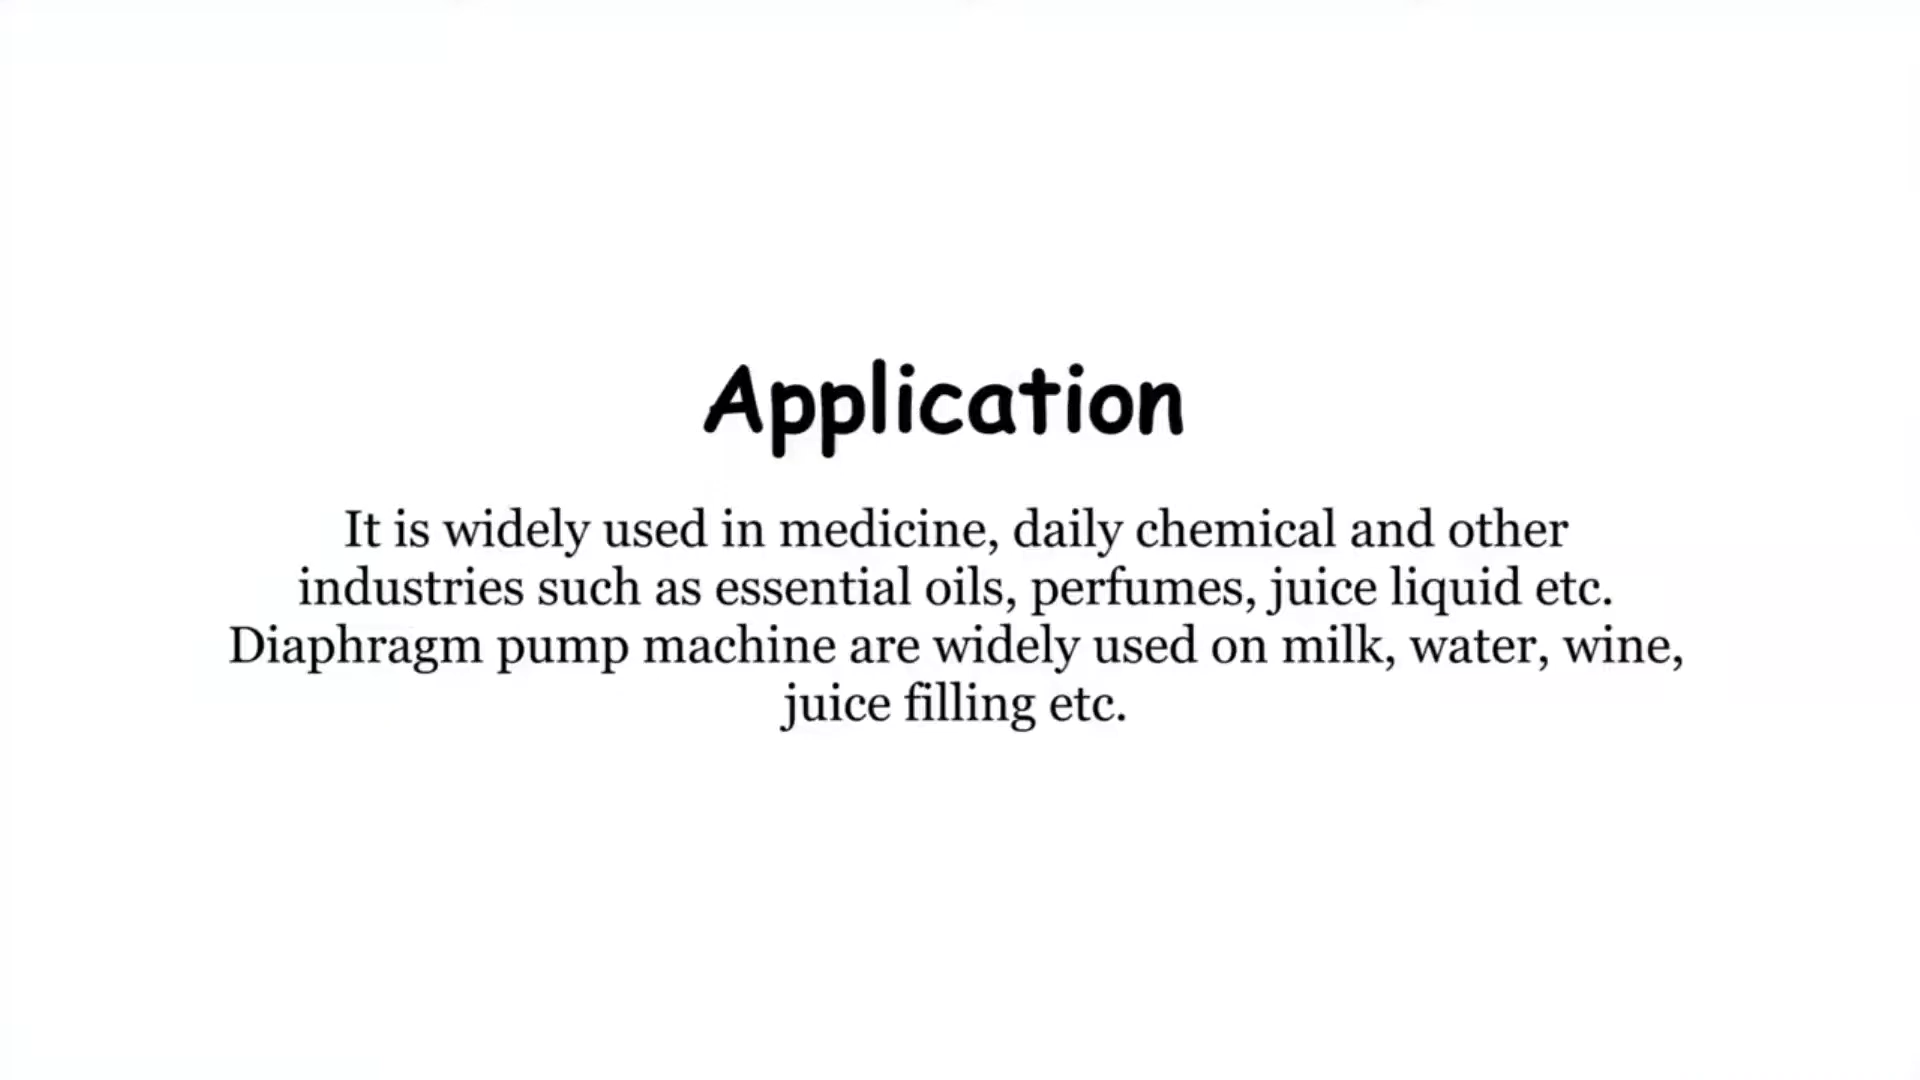 Application
It is widely used in medicine, daily chemical and other
industries such as essential oils, perfumes, juice liquid etc.
Diaphragm pump machine are widely used on milk, water, wine,
juice filling etc.